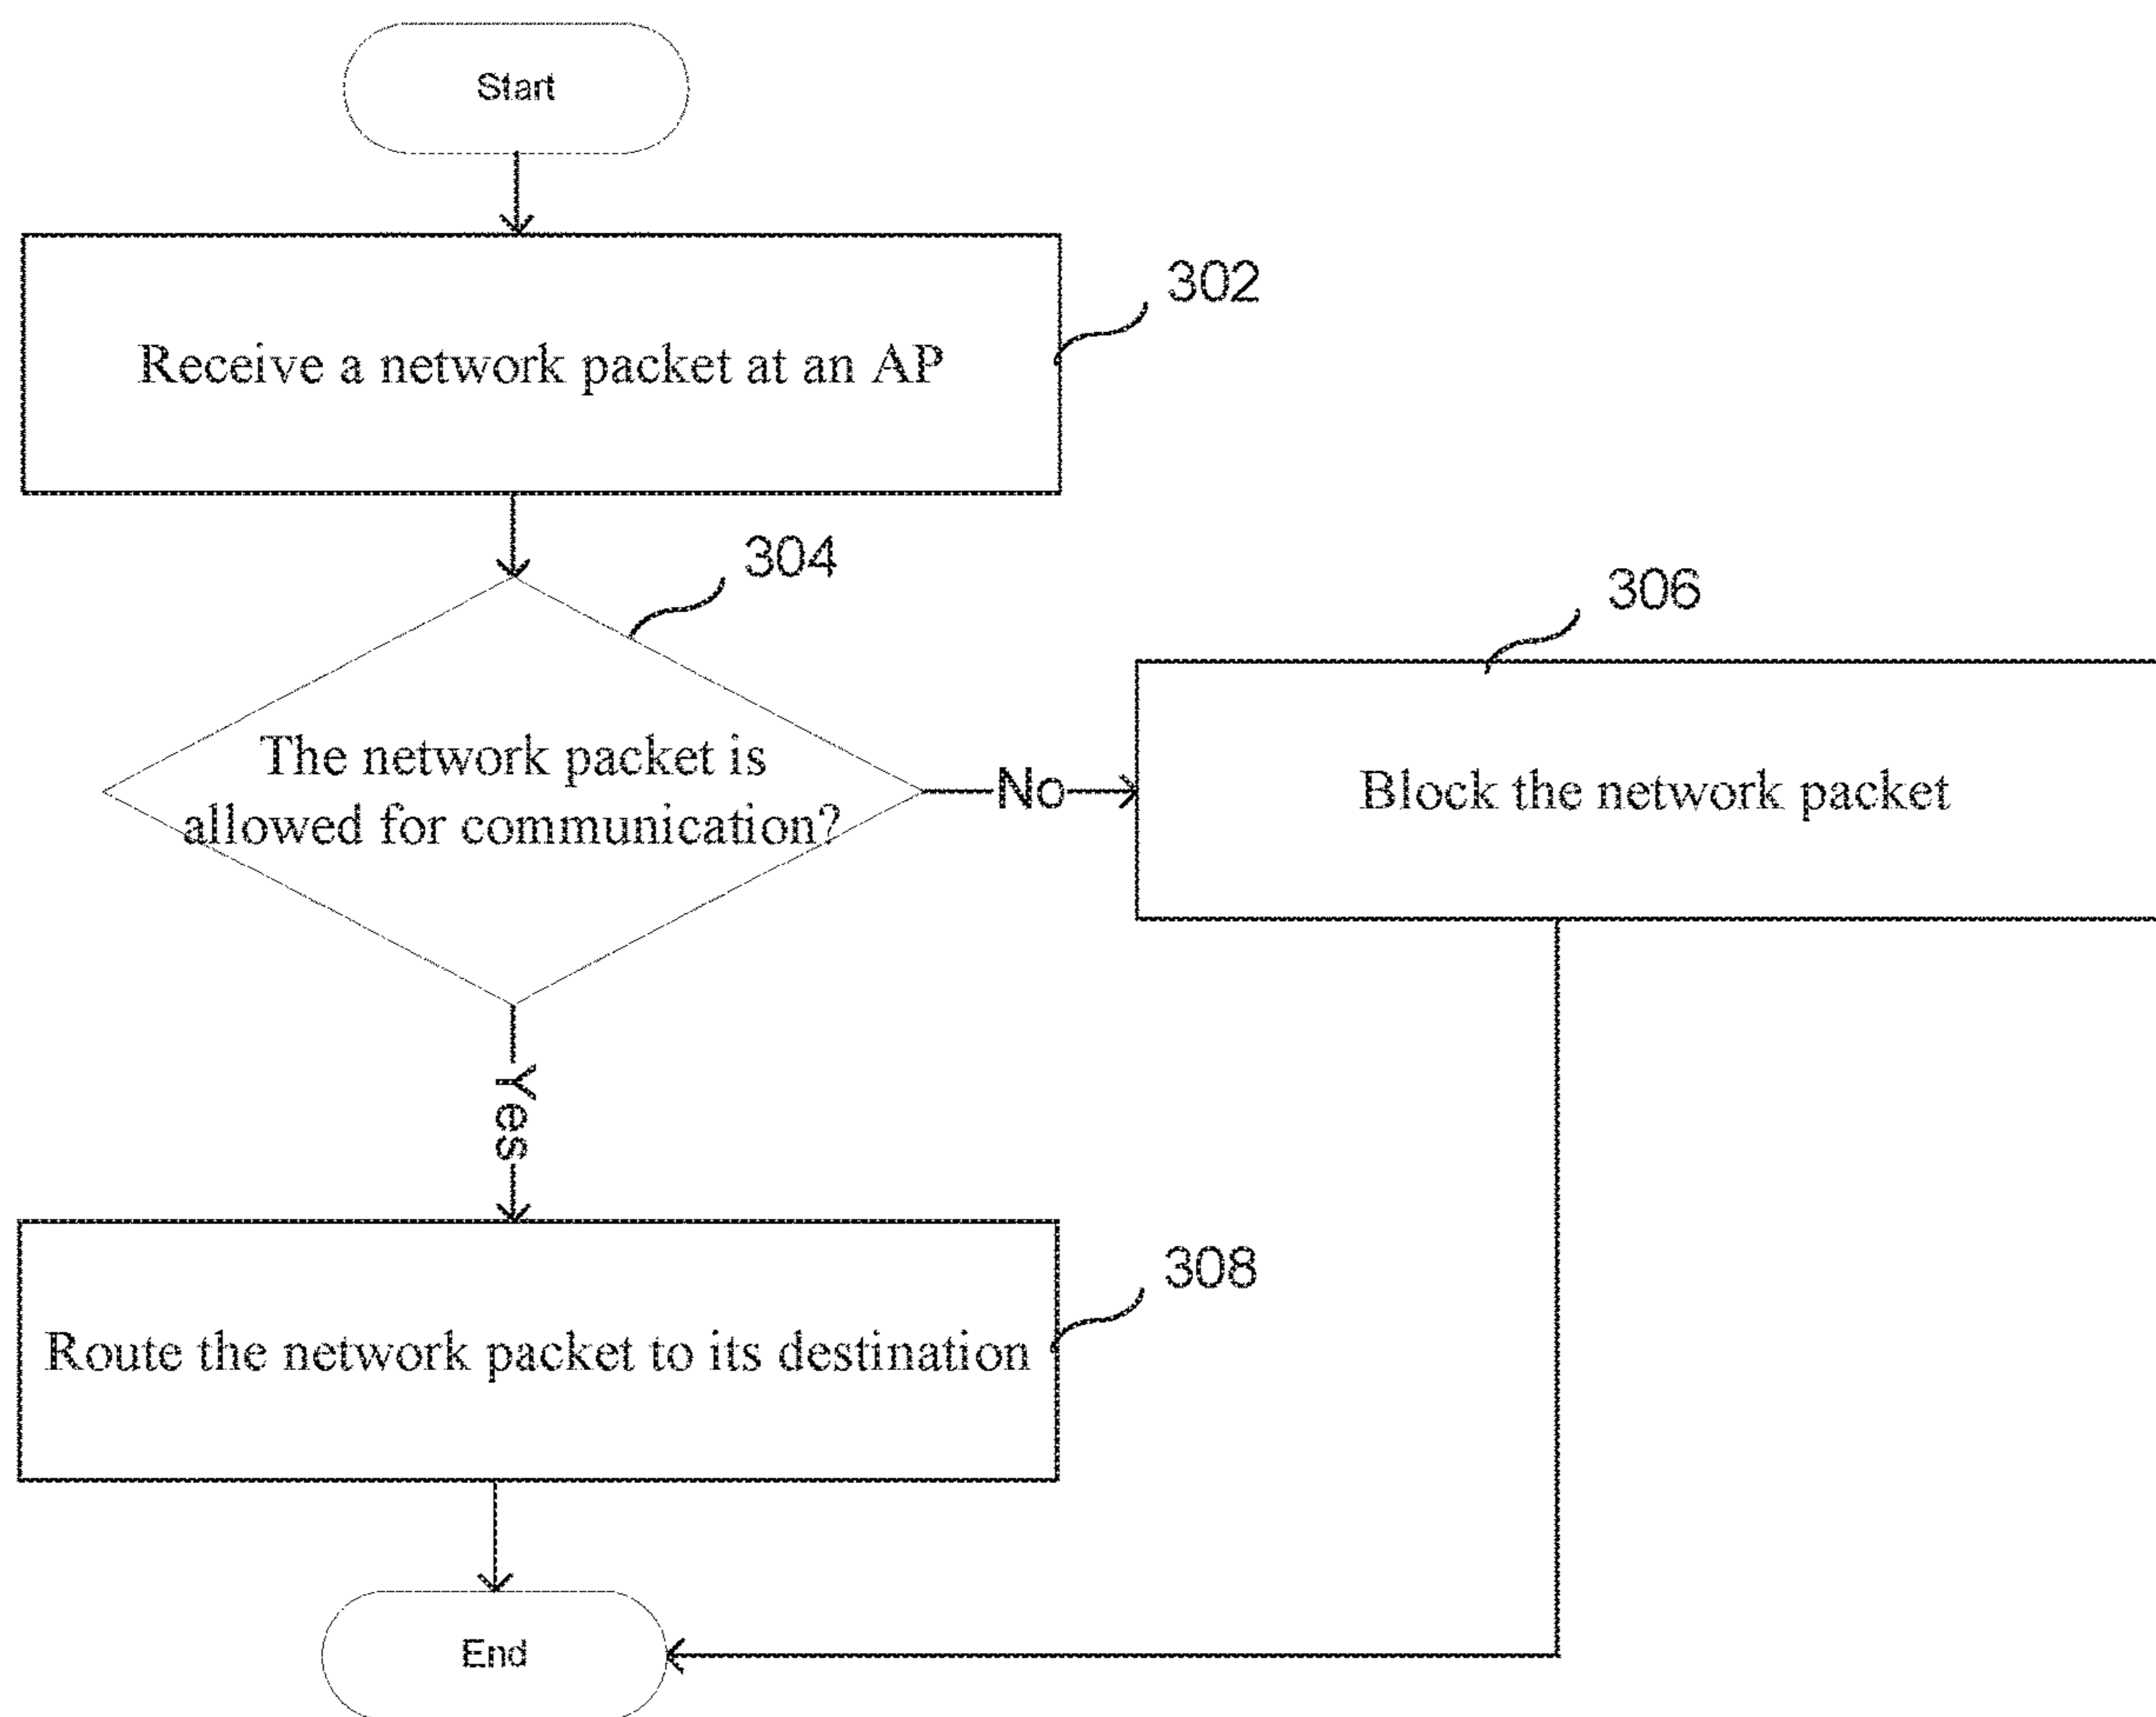 Start
Receive a network packet at an AP
302
304
The network packet is
allowed for communication?
No
306
Block the network packet
Yes
Route the network packet to its destination
308
End